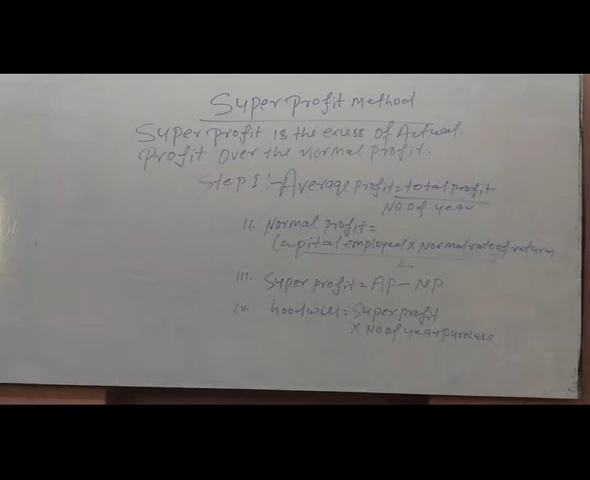 Super profit Method
Super profit is the excess of Actual
profit over the normal profit.
Step I :- Average profit = total profit
No of year
II. Normal profit =
Capital employed x Normal rate of return
III. Super profit = AP - NP
IV. Goodwill = Super profit
x No of year purchase